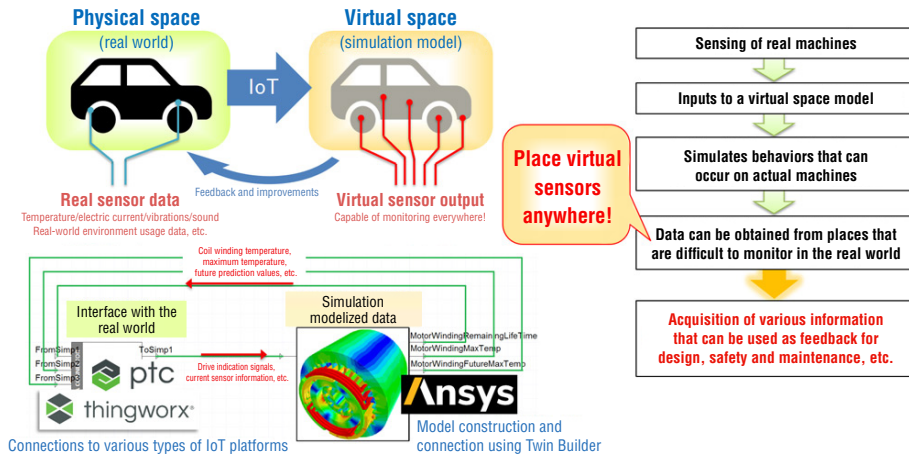 Physical space
(real world)
Virtual space
(simulation model)
IoT
Feedback and improvements
Real sensor data
Temperature/electric current/vibrations/sound
Real-world environment usage data, etc.
Virtual sensor output
Capable of monitoring everywhere!
Coil winding temperature,
maximum temperature,
future prediction values, etc.
Interface with the
real world
Simulation
modelized data
FromSimp1
FromSimp2
FromSimp3
ToSimp1
ptc
thingworx®
Drive indication signals,
current sensor information, etc.
MotorWindingRemainingLifeTime
MotorWindingMaxTemp
MotorWindingFutureMaxTemp
Ansys
Connections to various types of IoT platforms
Model construction and
connection using Twin Builder
Sensing of real machines
Inputs to a virtual space model
Simulates behaviors that can
occur on actual machines
Place virtual
sensors
anywhere!
Data can be obtained from places that
are difficult to monitor in the real world
Acquisition of various information
that can be used as feedback for
design, safety and maintenance, etc.